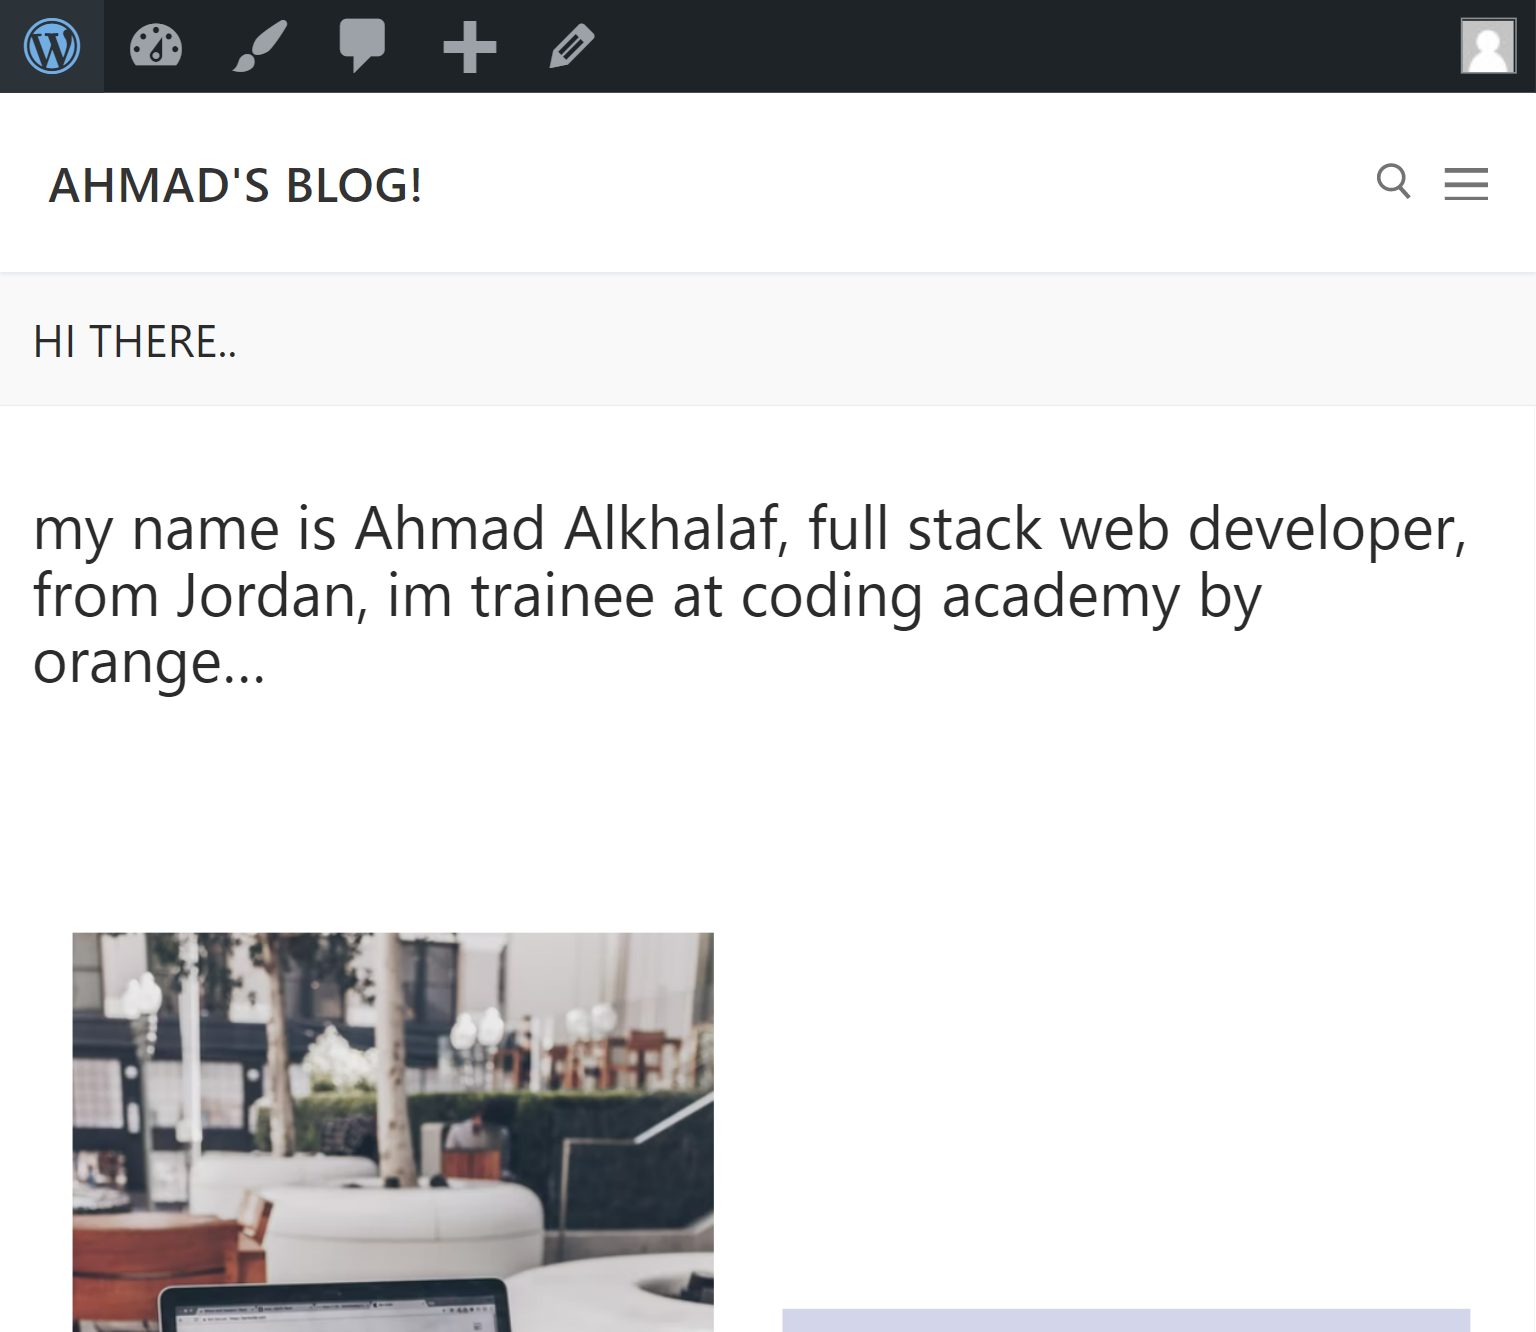 AHMAD'S BLOG!
HI THERE..
my name is Ahmad Alkhalaf, full stack web developer,
from Jordan, im trainee at coding academy by
orange...